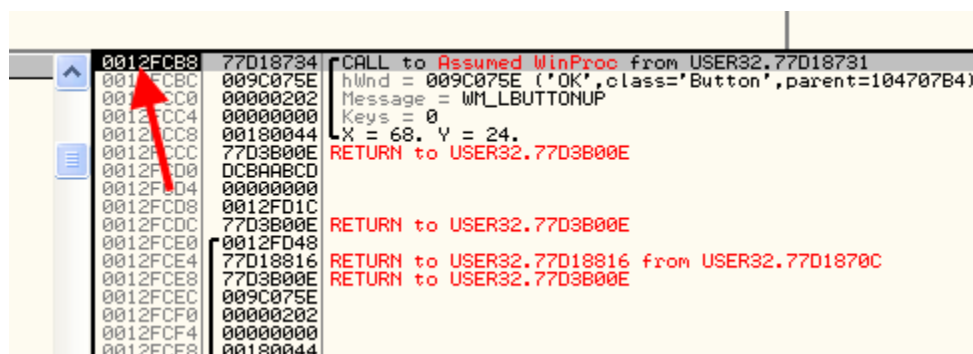 0012FCB8 77D18734 CALL to Assumed WinProc from USER32.77D18731
0012FCBC 009C075E hWnd = 009C075E ('OK',class='Button',parent=104707B4)
0012FCC0 00000202 Message = WM_LBUTTONUP
0012FCC4 00000000 Keys = 0
0012FCC8 00180044 X = 68. Y = 24.
0012FCCC 77D3B00E RETURN to USER32.77D3B00E
0012FCD0 DCBAABCD
0012FCD4 00000000
0012FCD8 0012FD1C
0012FCDC 77D3B00E RETURN to USER32.77D3B00E
0012FCE0 0012FD48
0012FCE4 77D18816 RETURN to USER32.77D18816 from USER32.77D1870C
0012FCE8 77D3B00E RETURN to USER32.77D3B00E
0012FCEC 009C075E
0012FCF0 00000202
0012FCF4 00000000
0012FCF8 00180044